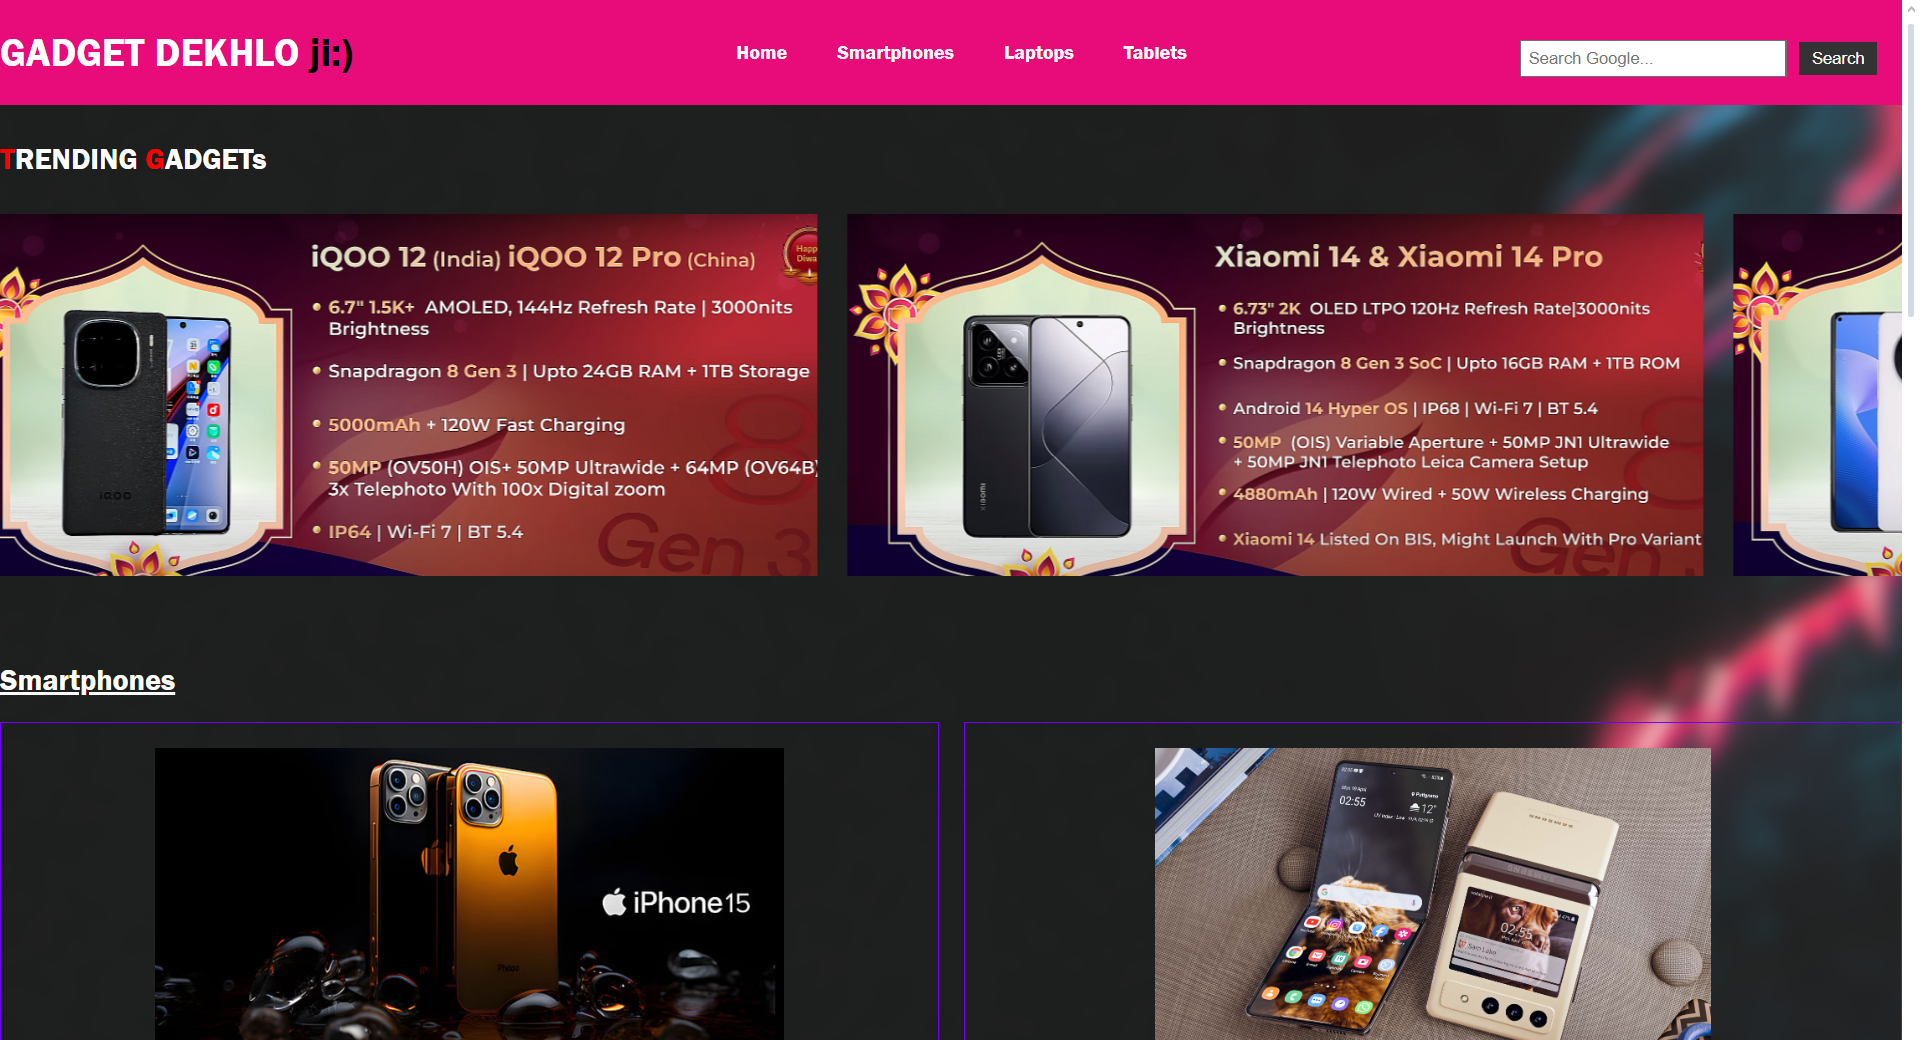 GADGET DEKHLO ji:)
Home Smartphones Laptops Tablets
Search Google...
Search
TRENDING GADGETs
iQOO 12 (India) iQOO 12 Pro (China)
Happy
Diwa
• 6.7" 1.5K+ AMOLED, 144Hz Refresh Rate | 3000nits
Brightness
• Snapdragon 8 Gen 3 | Upto 24GB RAM + 1TB Storage
• 5000mAh + 120W Fast Charging
• 50MP (OV50H) OIS+ 50MP Ultrawide + 64MP (OV64B)
3x Telephoto With 100x Digital zoom
• IP64 | Wi-Fi 7 | BT 5.4
8
Gen 3
iQOO
Xiaomi 14 & Xiaomi 14 Pro
• 6.73" 2K OLED LTPO 120Hz Refresh Rate|3000nits
Brightness
• Snapdragon 8 Gen 3 SoC | Upto 16GB RAM + 1TB ROM
• Android 14 Hyper OS | IP68 | Wi-Fi 7 | BT 5.4
• 50MP (OIS) Variable Aperture + 50MP JN1 Ultrawide
+ 50MP JN1 Telephoto Leica Camera Setup
• 4880mAh | 120W Wired + 50W Wireless Charging
• Xiaomi 14 Listed On BIS, Might Launch With Pro Variant
8
Gen
xiaomi
Smartphones
iPhone15
02:55
12°
SAMSUNG
02:55